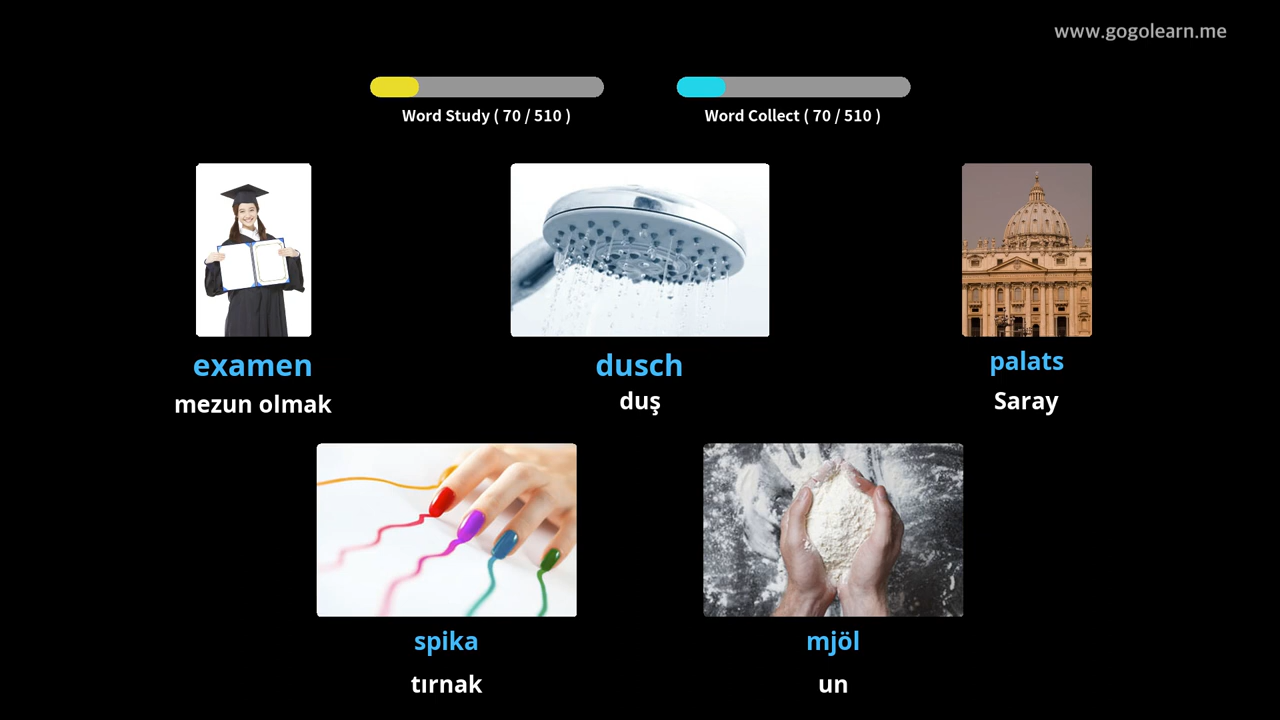 www.gogolearn.me
Word Study ( 70 / 510 )
Word Collect ( 70 / 510 )
examen
mezun olmak
dusch
duş
palats
Saray
spika
tırnak
mjöl
un